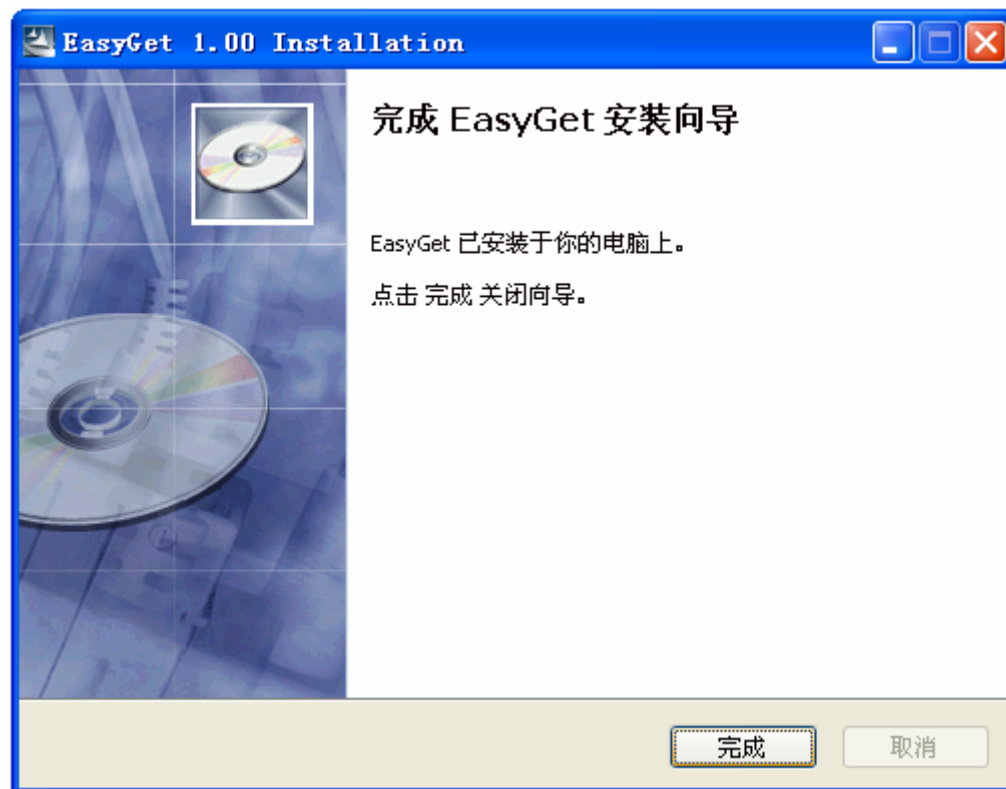 EasyGet 1.00 Installation
完成 EasyGet 安装向导
EasyGet 已安装于你的电脑上。
点击 完成 关闭向导。
完成
取消